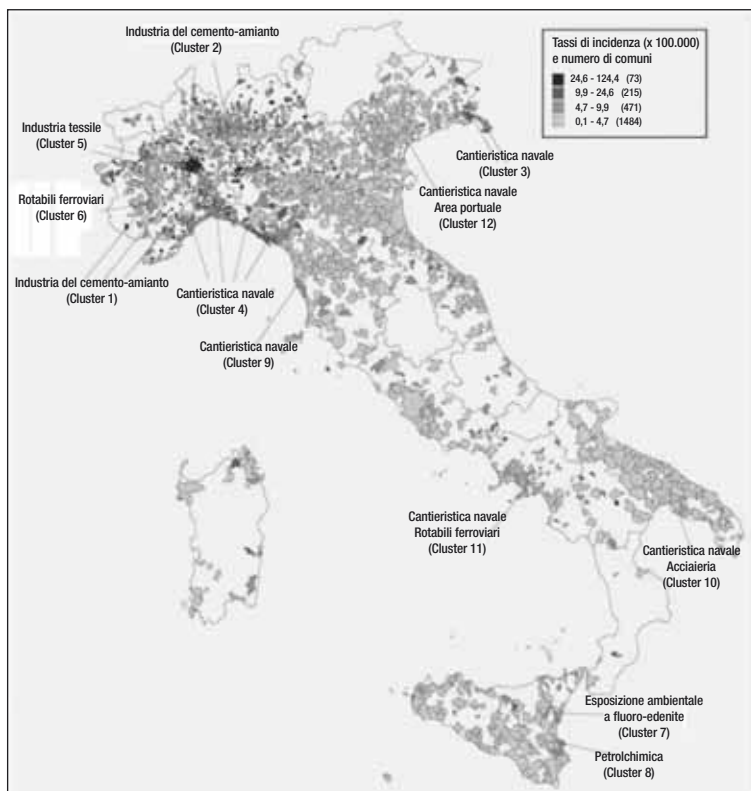 Industria del cemento-amianto
(Cluster 2)
Tassi di incidenza (x 100.000)
e numero di comuni
24,6 - 124,4 (73)
9,9 - 24,6 (215)
4,7 - 9,9 (471)
0,1 - 4,7 (1484)
Industria tessile
(Cluster 5)
Cantieristica navale
(Cluster 3)
Rotabili ferroviari
(Cluster 6)
Cantieristica navale
Area portuale
(Cluster 12)
Industria del cemento-amianto
(Cluster 1)
Cantieristica navale
(Cluster 4)
Cantieristica navale
(Cluster 9)
Cantieristica navale
Rotabili ferroviari
(Cluster 11)
Cantieristica navale
Acciaieria
(Cluster 10)
Esposizione ambientale
a fluoro-edenite
(Cluster 7)
Petrolchimica
(Cluster 8)